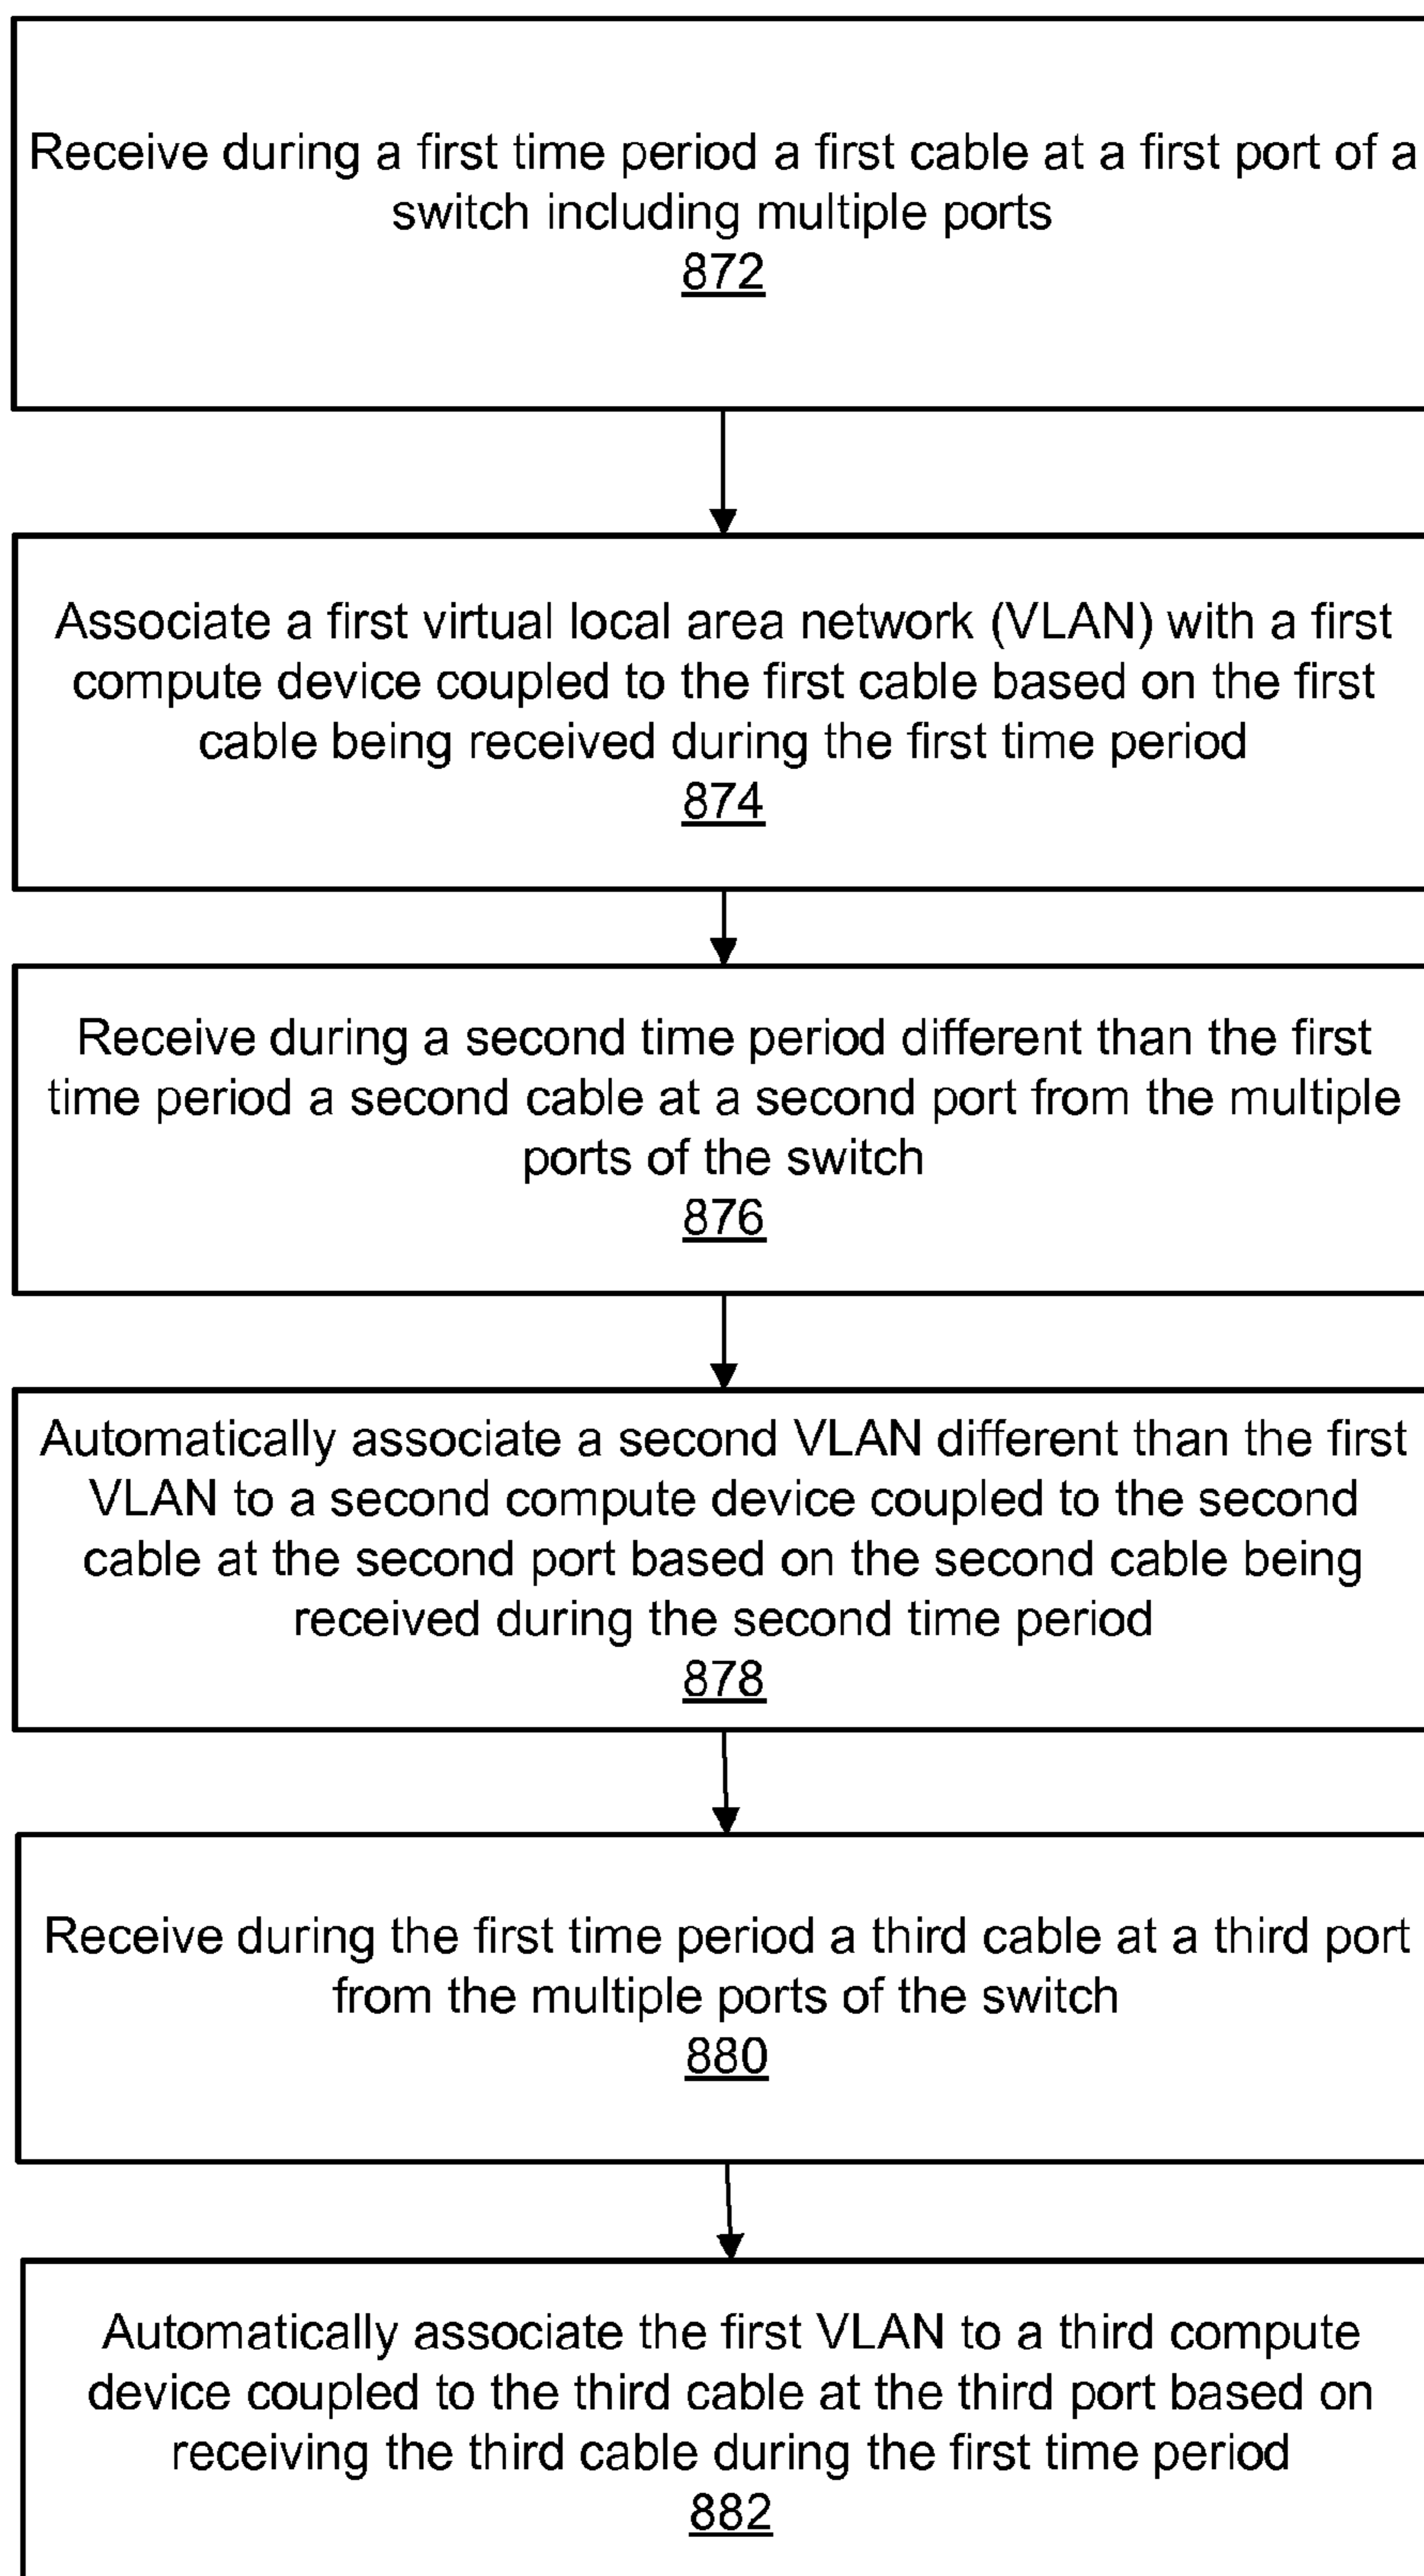 Receive during a first time period a first cable at a first port of a
switch including multiple ports
872
Associate a first virtual local area network (VLAN) with a first
compute device coupled to the first cable based on the first
cable being received during the first time period
874
Receive during a second time period different than the first
time period a second cable at a second port from the multiple
ports of the switch
876
Automatically associate a second VLAN different than the first
VLAN to a second compute device coupled to the second
cable at the second port based on the second cable being
received during the second time period
878
Receive during the first time period a third cable at a third port
from the multiple ports of the switch
880
Automatically associate the first VLAN to a third compute
device coupled to the third cable at the third port based on
receiving the third cable during the first time period
882